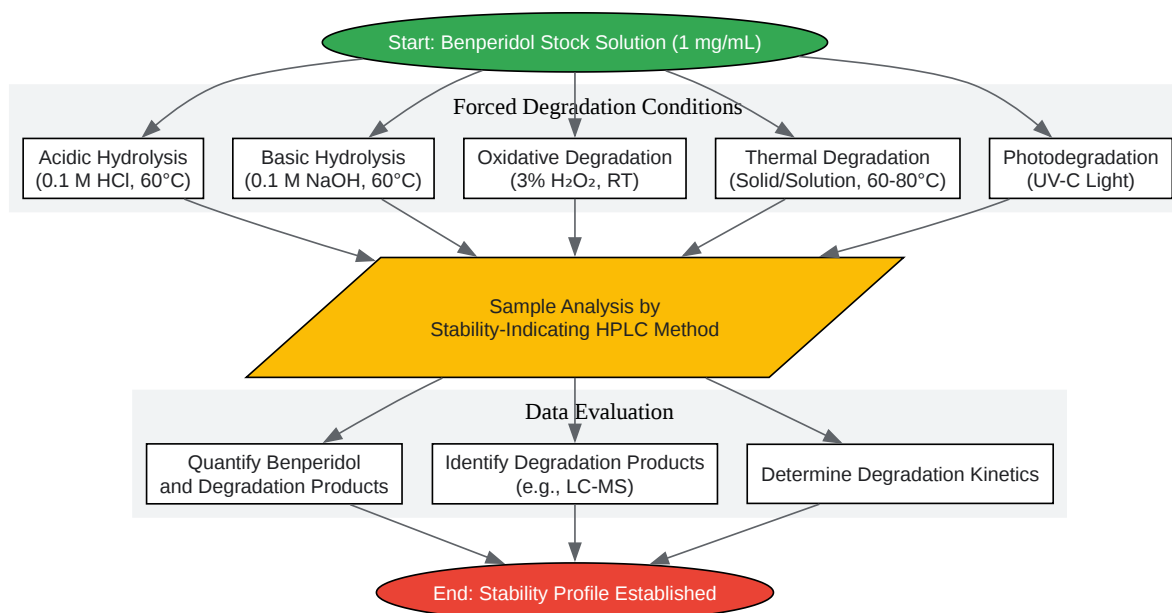 Start: Benperidol Stock Solution (1 mg/mL)
Forced Degradation Conditions
Acidic Hydrolysis
(0.1 M HCl, 60°C)
Basic Hydrolysis
(0.1 M NaOH, 60°C)
Oxidative Degradation
(3% H₂O₂, RT)
Thermal Degradation
(Solid/Solution, 60-80°C)
Photodegradation
(UV-C Light)
Sample Analysis by
Stability-Indicating HPLC Method
Data Evaluation
Quantify Benperidol
and Degradation Products
Identify Degradation Products
(e.g., LC-MS)
Determine Degradation Kinetics
End: Stability Profile Established